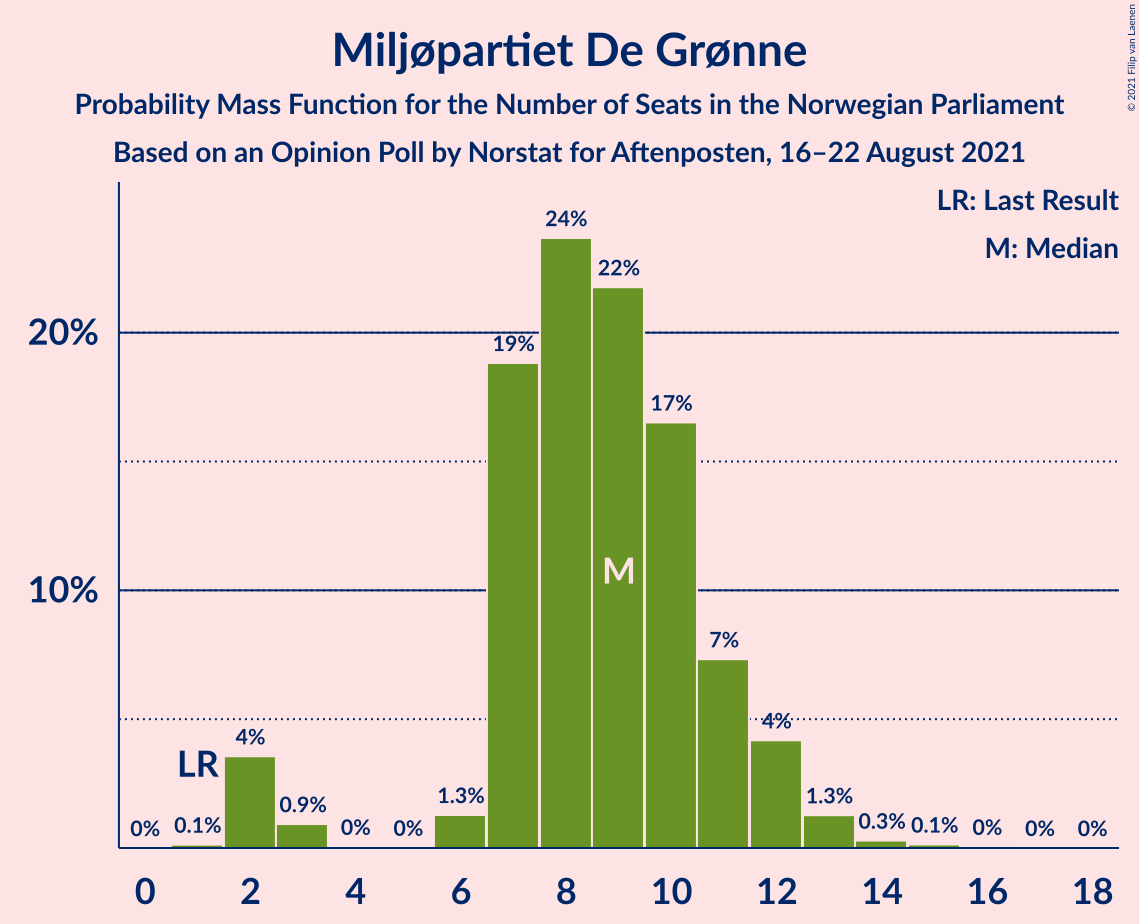 Miljøpartiet De Grønne
Probability Mass Function for the Number of Seats in the Norwegian Parliament
Based on an Opinion Poll by Norstat for Aftenposten, 16–22 August 2021
© 2021 Filip van Laenen
LR: Last Result
M: Median
20%
10%
0%
0.1%
LR
4%
0.9%
0%
0%
1.3%
19%
24%
22%
M
17%
7%
4%
1.3%
0.3%
0.1%
0%
0%
0%
0 2 4 6 8 10 12 14 16 18